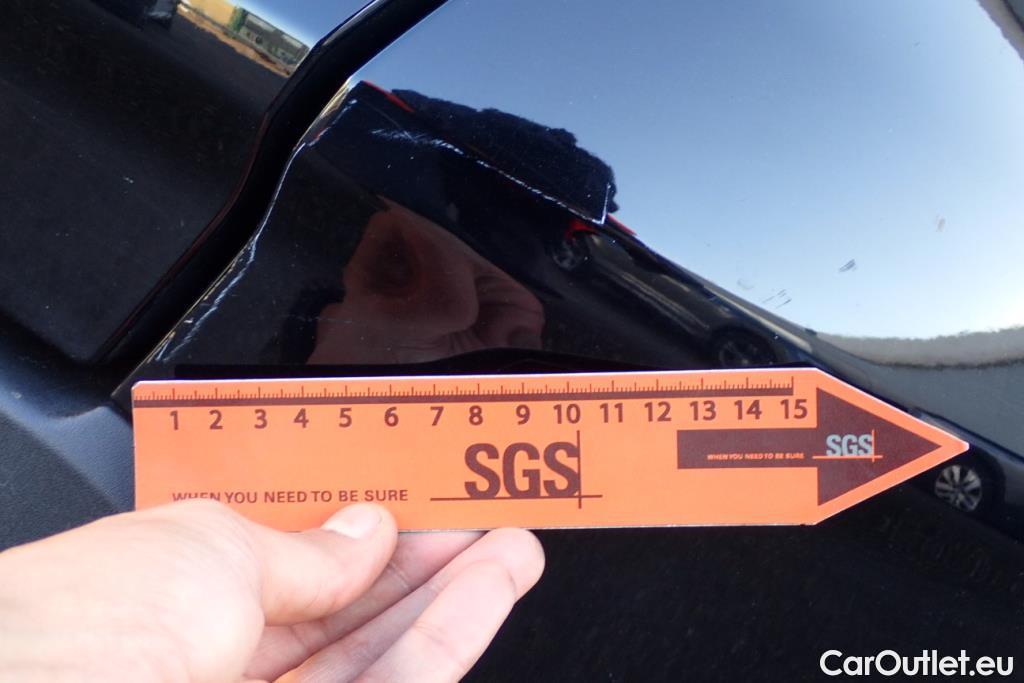 1 2 3 4 5 6 7 8 9 10 11 12 13 14 15
SGS
WHEN YOU NEED TO BE SURE
WHEN YOU NEED TO BE SURE
SGS
CarOutlet.eu